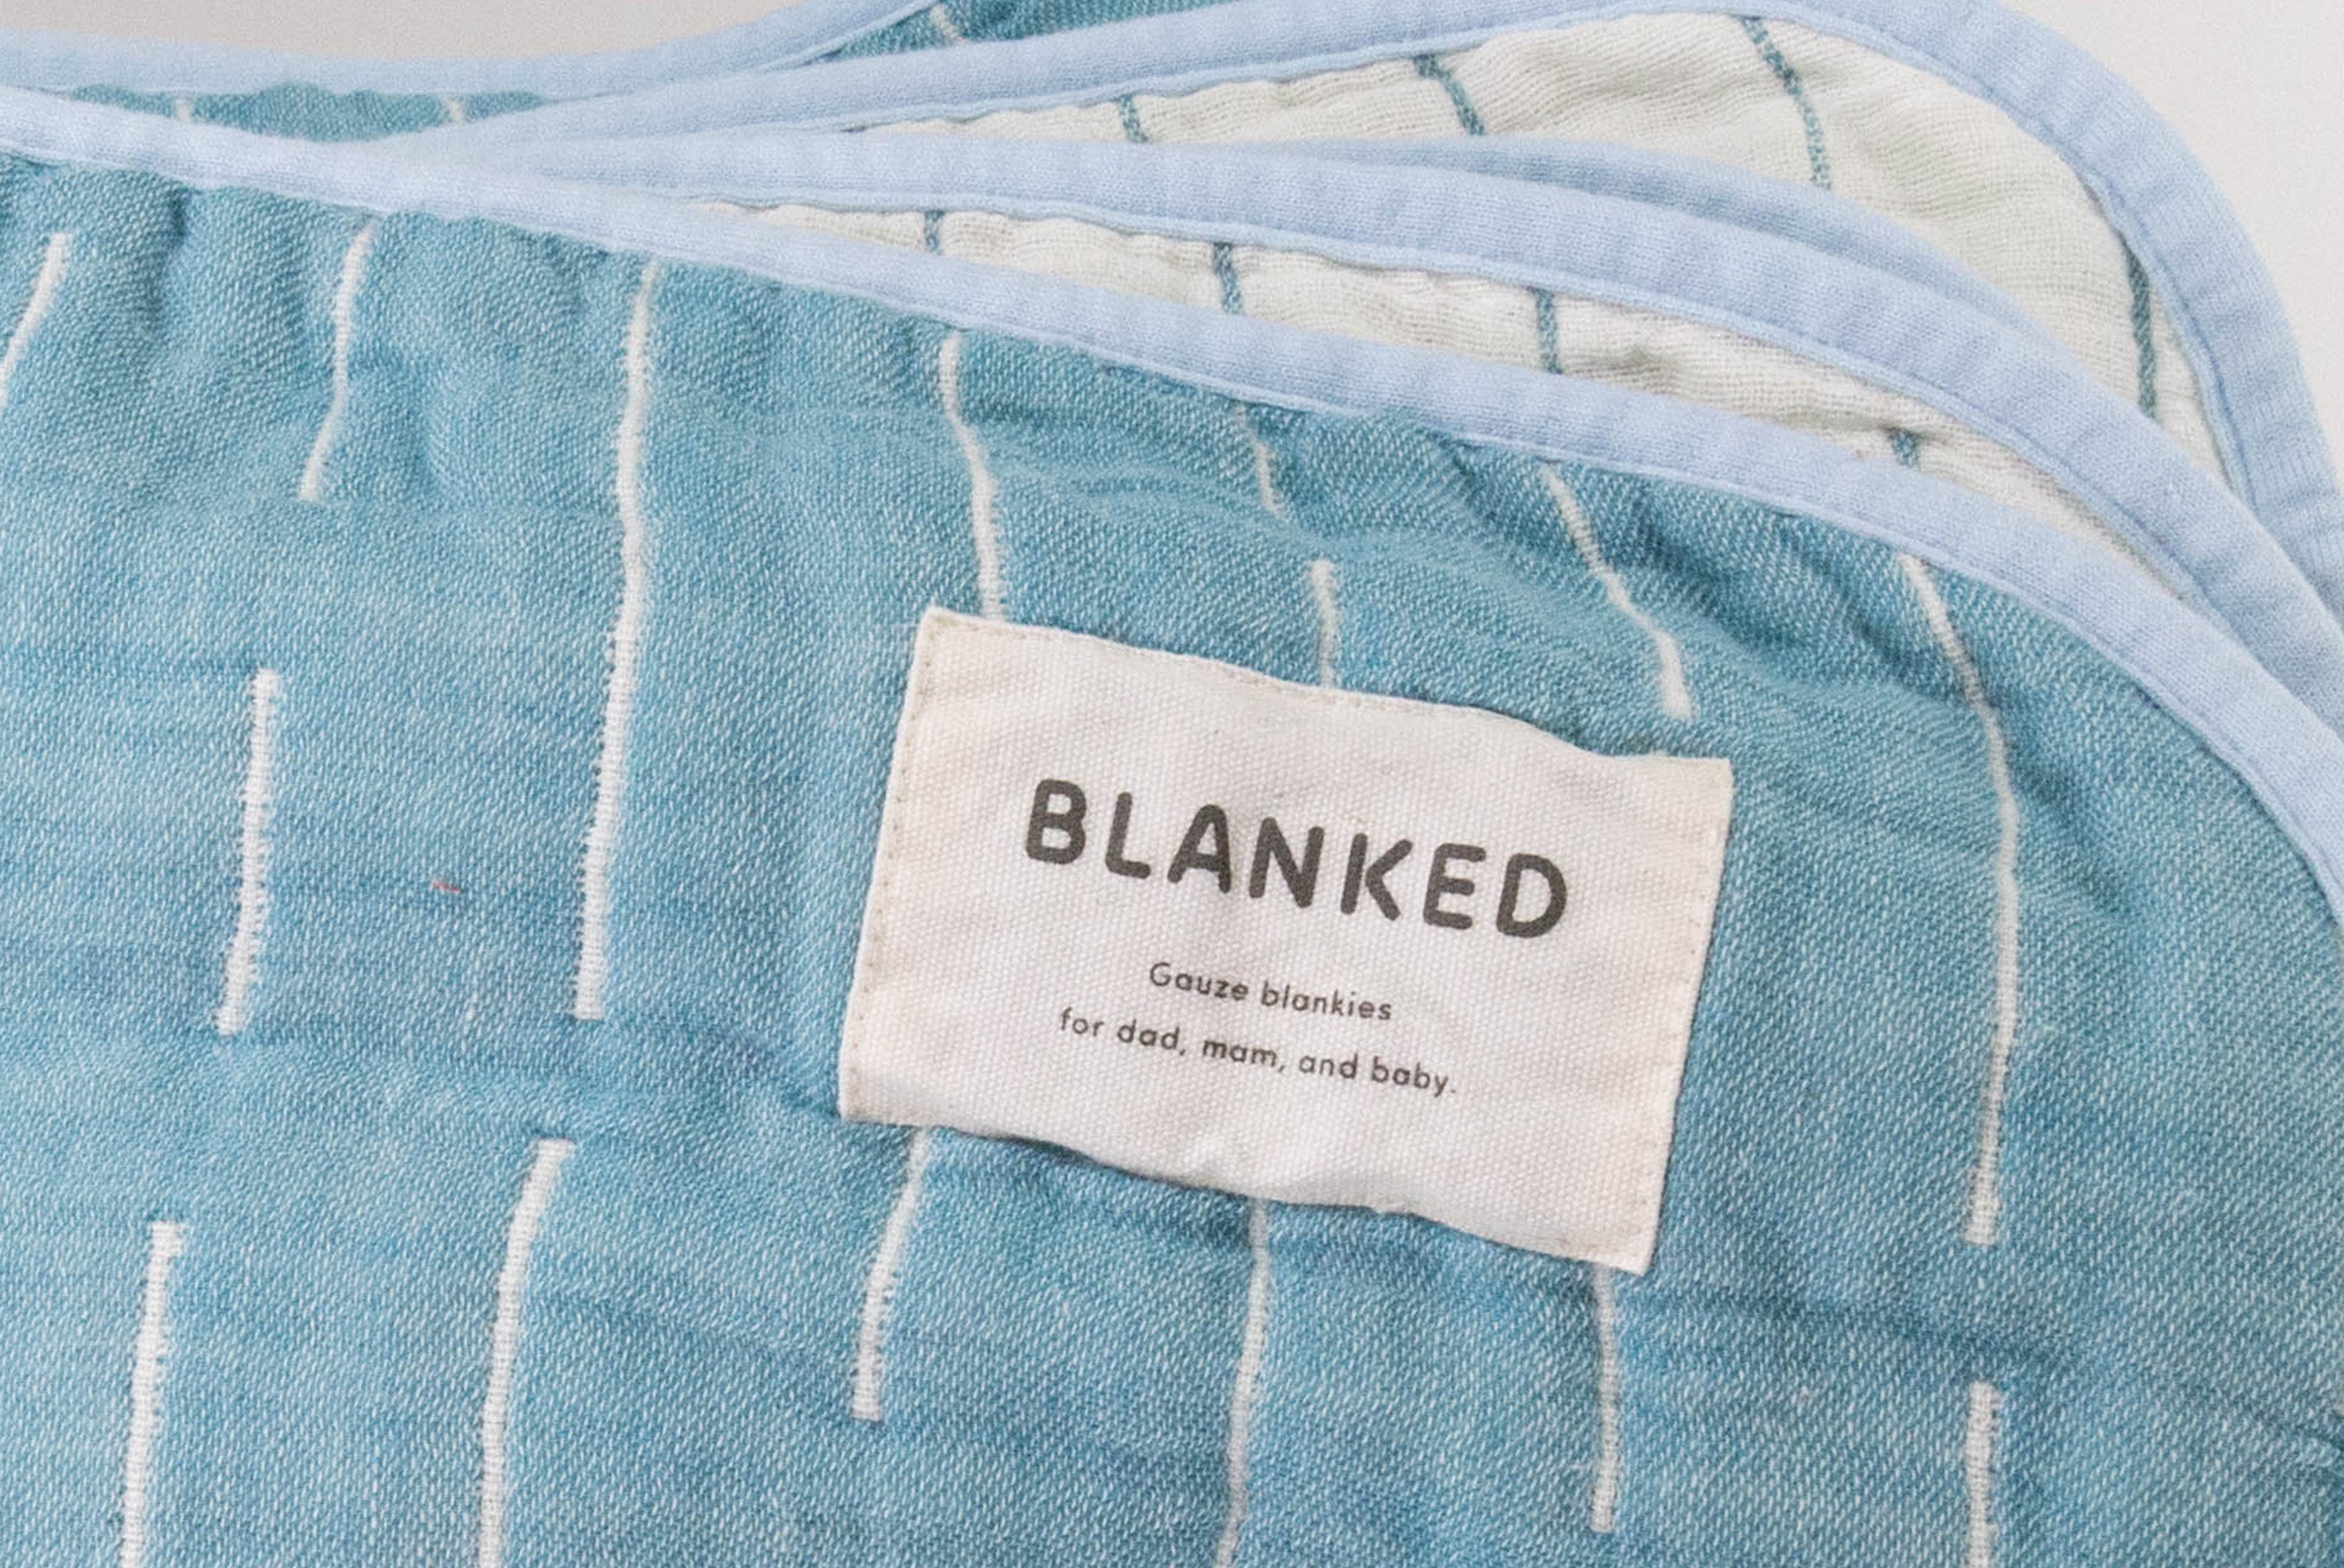 BLANKED
Gauze blankies
for dad, mam, and baby.